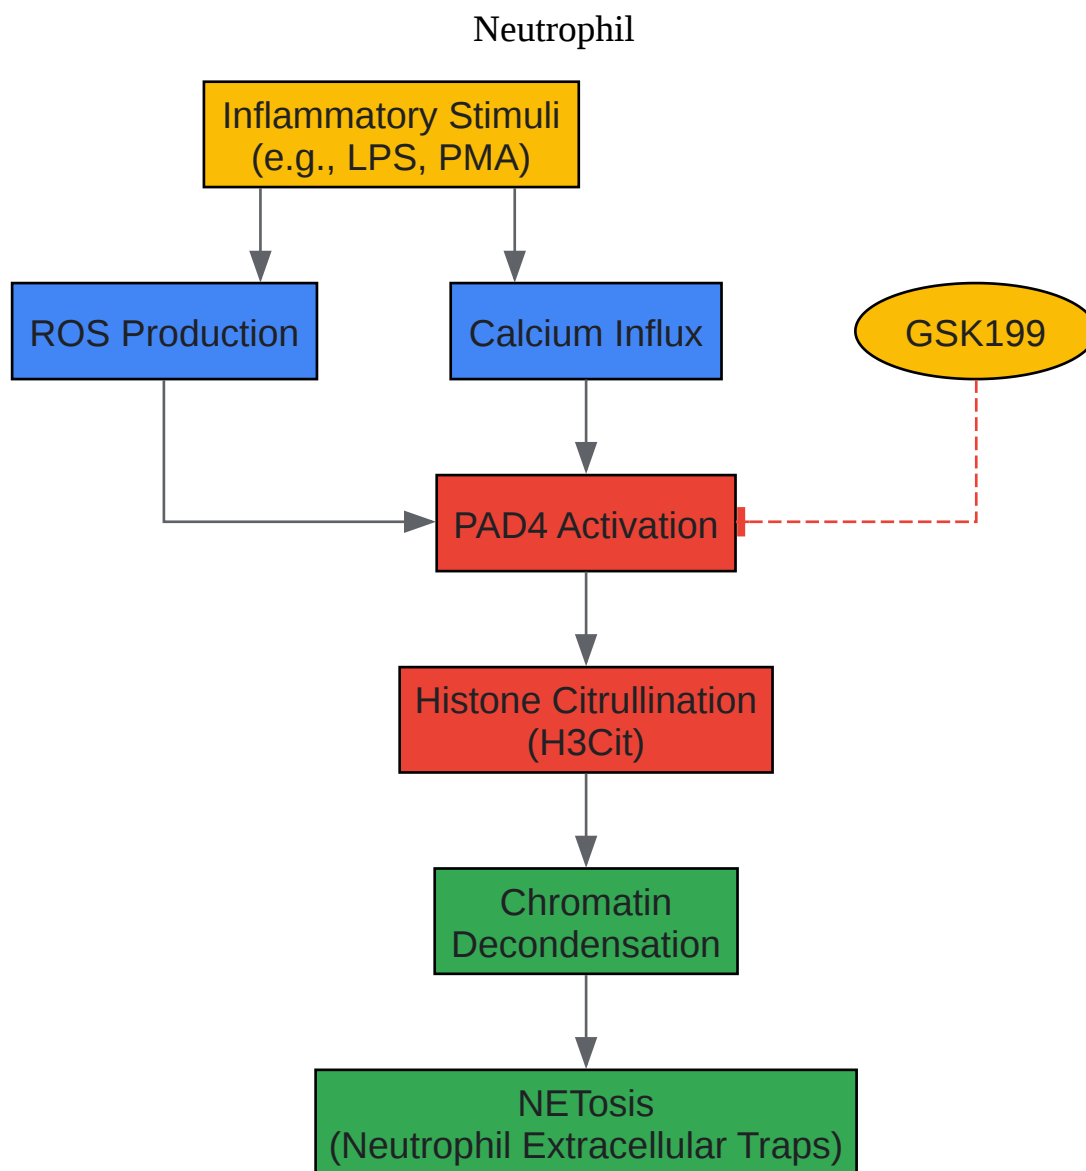 Neutrophil
Inflammatory Stimuli
(e.g., LPS, PMA)
ROS Production
Calcium Influx
GSK199
PAD4 Activation
Histone Citrullination
(H3Cit)
Chromatin
Decondensation
NETosis
(Neutrophil Extracellular Traps)